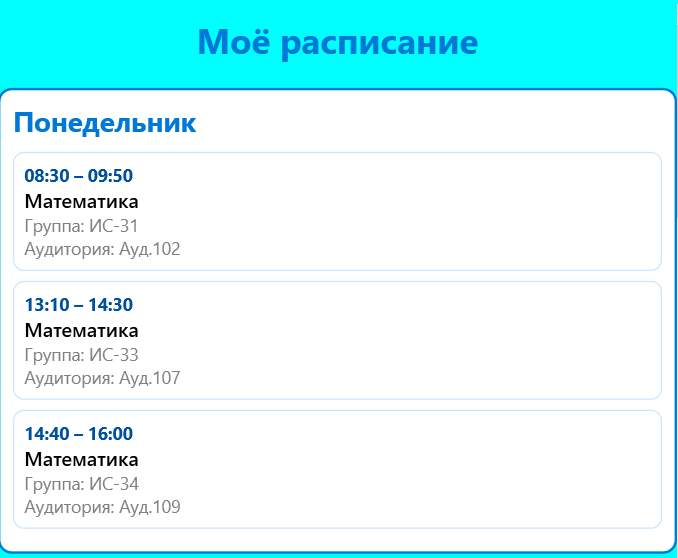 Моё расписание
Понедельник
08:30 – 09:50
Математика
Группа: ИС-31
Аудитория: Ауд.102
13:10 – 14:30
Математика
Группа: ИС-33
Аудитория: Ауд.107
14:40 – 16:00
Математика
Группа: ИС-34
Аудитория: Ауд.109